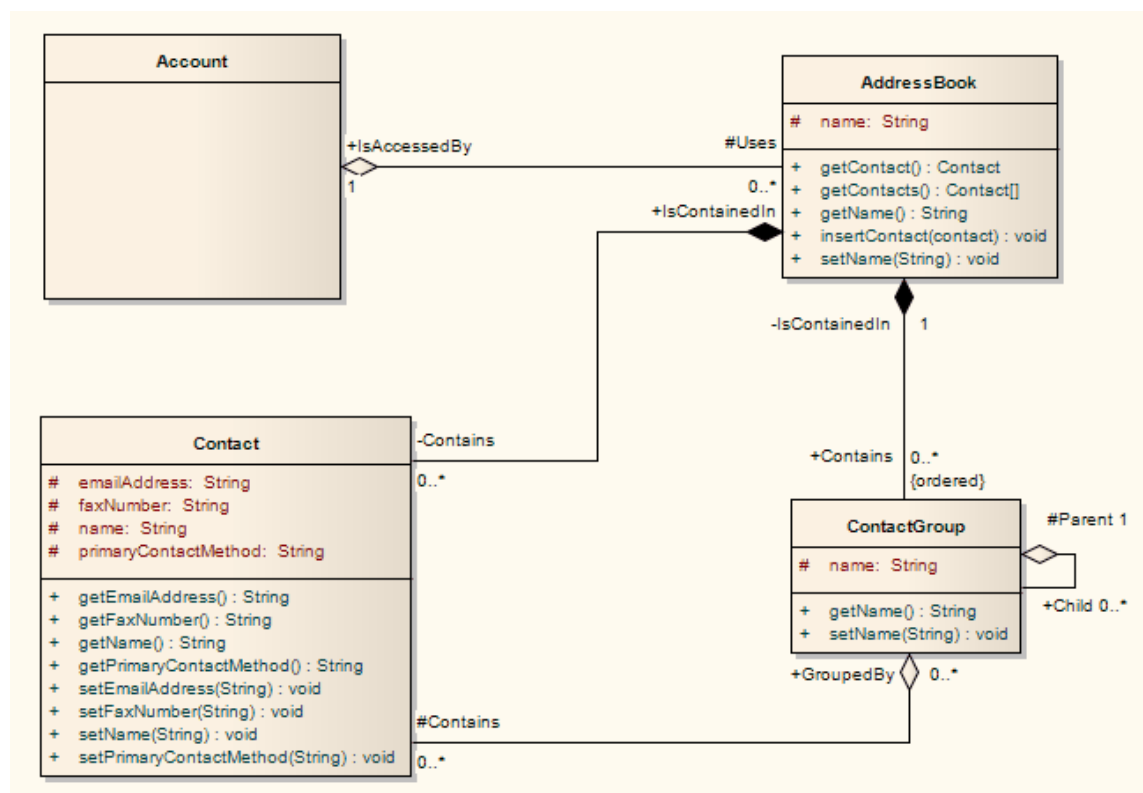 Account
AddressBook
# name: String
+ getContact() : Contact
+ getContacts() : Contact[]
+ getName() : String
+ insertContact(contact) : void
+ setName(String) : void
+IsAccessedBy
1
#Uses
0..*
+IsContainedIn
-IsContainedIn 1
Contact
# emailAddress: String
# faxNumber: String
# name: String
# primaryContactMethod: String
+ getEmailAddress() : String
+ getFaxNumber() : String
+ getName() : String
+ getPrimaryContactMethod() : String
+ setEmailAddress(String) : void
+ setFaxNumber(String) : void
+ setName(String) : void
+ setPrimaryContactMethod(String) : void
-Contains
0..*
+Contains 0..*
{ordered}
ContactGroup
# name: String
+ getName() : String
+ setName(String) : void
#Parent 1
+Child 0..*
+GroupedBy 0..*
#Contains
0..*